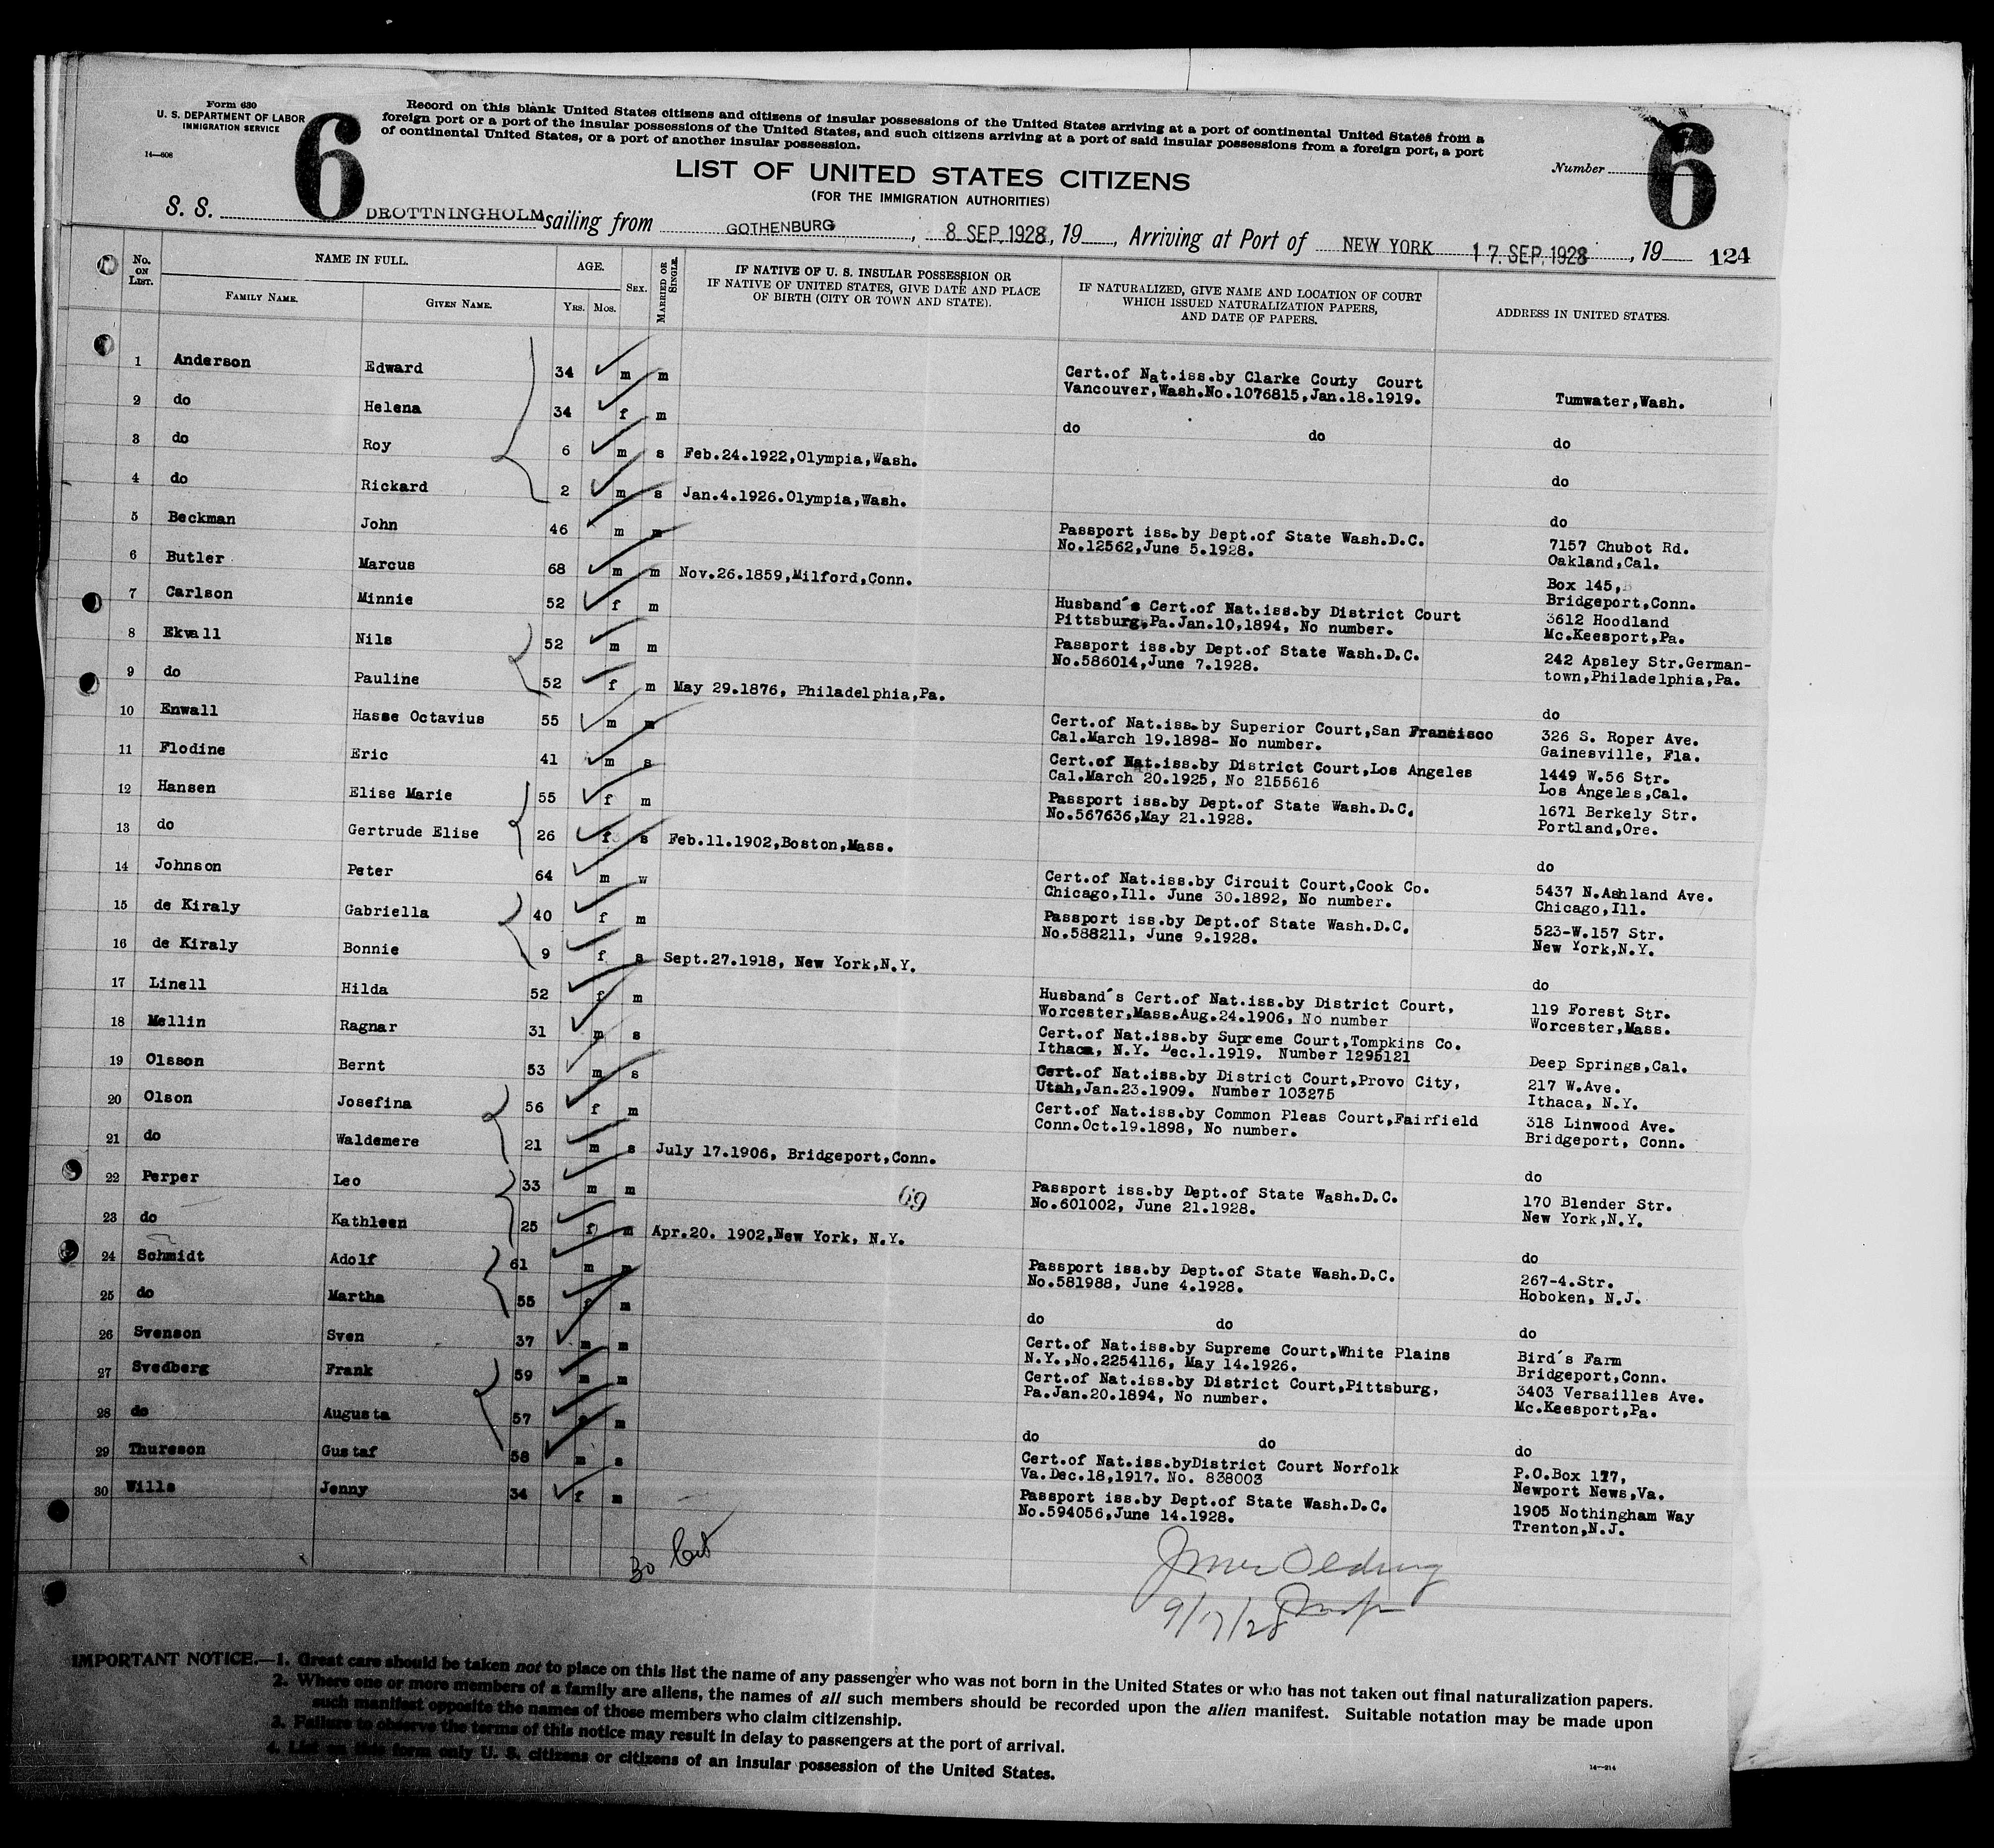 Form 630
U. S. DEPARTMENT OF LABOR
IMMIGRATION SERVICE
14—608
6
Record on this blank United States citizens and citizens of insular possessions of the United States arriving at a port of continental United States from a
foreign port or a port of the insular possessions of the United States, and such citizens arriving at a port of said insular possessions from a foreign port, a port
of continental United States, or a port of another insular possession.
LIST OF UNITED STATES CITIZENS
(FOR THE IMMIGRATION AUTHORITIES)
Number 6
S. S. DROTTNINGHOLM sailing from GOTHENBURG, 8 SEP. 1928, 19 , Arriving at Port of NEW YORK 17. SEP. 1928, 19 124
No. ON LIST. NAME IN FULL. FAMILY NAME. GIVEN NAME. AGE. YRS. MOS. SEX. MARRIED OR SINGLE. IF NATIVE OF U. S. INSULAR POSSESSION OR IF NATIVE OF UNITED STATES, GIVE DATE AND PLACE OF BIRTH (CITY OR TOWN AND STATE). IF NATURALIZED, GIVE NAME AND LOCATION OF COURT WHICH ISSUED NATURALIZATION PAPERS, AND DATE OF PAPERS. ADDRESS IN UNITED STATES.
1 Anderson Edward 34 m m Cert.of Nat.iss.by Clarke Couty Court
Vancouver,Wash.No.1076815,Jan.18.1919. Tumwater,Wash.
2 do Helena 34 f m do do do
3 do Roy 6 m s Feb.24.1922,Olympia,Wash. do
4 do Rickard 2 m s Jan.4.1926.Olympia,Wash. do
5 Beckman John 46 m m Passport iss.by Dept.of State Wash.D.C. 7157 Chubot Rd.
No.12562,June 5.1928. Oakland,Cal.
6 Butler Marcus 68 m m Nov.26.1859,Milford,Conn. Box 145,
Bridgeport,Conn.
7 Carlson Minnie 52 f m Husband's Cert.of Nat.iss.by District Court 3612 Hoodland
Pittsburg,Pa.Jan.10,1894, No number. Mc.Keesport,Pa.
8 Ekvall Nils 52 m m Passport iss.by Dept.of State Wash.D.C. 242 Apsley Str.German-
No.586014,June 7.1928. town,Philadelphia,Pa.
9 do Pauline 52 f m May 29.1876, Philadelphia,Pa. do
10 Enwall Hasse Octavius 55 m m Cert.of Nat.iss.by Superior Court,San Francisco 326 S. Roper Ave.
Cal.March 19.1898- No number. Gainesville, Fla.
11 Flodine Eric 41 m s Cert.of Nat.iss.by District Court,Los Angeles 1449 W.56 Str.
Cal.March 20.1925, No 2155616 Los Angeles,Cal.
12 Hansen Elise Marie 55 f m Passport iss.by Dept.of State Wash.D.C. 1671 Berkely Str.
No.567636,May 21.1928. Portland,Ore.
13 do Gertrude Elise 26 f s Feb.11.1902,Boston,Mass. do
14 Johnson Peter 64 m w Cert.of Nat.iss.by Circuit Court,Cook Co. 5437 N.Ashland Ave.
Chicago,Ill. June 30.1892, No number. Chicago,Ill.
15 de Kiraly Gabriella 40 f m Passport iss.by Dept.of State Wash.D.C. 523-W.157 Str.
No.588211, June 9.1928. New York,N.Y.
16 de Kiraly Bonnie 9 f s Sept.27.1918, New York,N.Y. do
17 Linell Hilda 52 f m Husband's Cert.of Nat.iss.by District Court, 119 Forest Str.
Worcester,Mass.Aug.24.1906, No number Worcester,Mass.
18 Mellin Ragnar 31 m s Cert.of Nat.iss.by Supreme Court,Tompkins Co.
Ithaca, N.Y. Dec.1.1919. Number 1295121 Deep Springs,Cal.
19 Olsson Bernt 53 m s Cert.of Nat.iss.by District Court,Provo City, 217 W.Ave.
Utah,Jan.23.1909. Number 103275 Ithaca, N.Y.
20 Olson Josefina 56 f m Cert.of Nat.iss.by Common Pleas Court,Fairfield 318 Linwood Ave.
Conn.Oct.19.1898, No number. Bridgeport, Conn.
21 do Waldemere 21 m s July 17.1906, Bridgeport,Conn. do
22 Perper Leo 33 m m 69 Passport iss.by Dept.of State Wash.D.C. 170 Blender Str.
No.601002, June 21.1928. New York,N.Y.
23 do Kathleen 25 f m Apr.20. 1902,New York, N.Y. do
24 Schmidt Adolf 61 m m Passport iss.by Dept.of State Wash.D.C. 267-4.Str.
No.581988, June 4.1928. Hoboken, N.J.
25 do Martha 55 f m do do do
26 Svenson Sven 37 m m Cert.of Nat.iss.by Supreme Court,White Plains Bird's Farm
N.Y.,No.2254116, May 14.1926. Bridgeport,Conn.
27 Svedberg Frank 59 m m Cert.of Nat.iss.by District Court,Pittsburg, 3403 Versailles Ave.
Pa.Jan.20.1894, No number. Mc.Keesport,Pa.
28 do Augusta 57 m do do do
29 Thureson Gustaf 58 m s Cert.of Nat.iss.byDistrict Court Norfolk P.O.Box 177,
Va.Dec.18,1917. No. 838003 Newport News,Va.
30 Wills Jenny 34 f m Passport iss.by Dept.of State Wash.D.C. 1905 Nothingham Way
No.594056,June 14.1928. Trenton,N.J.
30
9/17/28
IMPORTANT NOTICE.—1. Great care should be taken not to place on this list the name of any passenger who was not born in the United States or who has not taken out final naturalization papers.
2. Where one or more members of a family are aliens, the names of all such members should be recorded upon the alien manifest. Suitable notation may be made upon
such manifest opposite the names of those members who claim citizenship.
3. Failure to observe the terms of this notice may result in delay to passengers at the port of arrival.
4. List on this form only U. S. citizens or citizens of an insular possession of the United States.
14—214